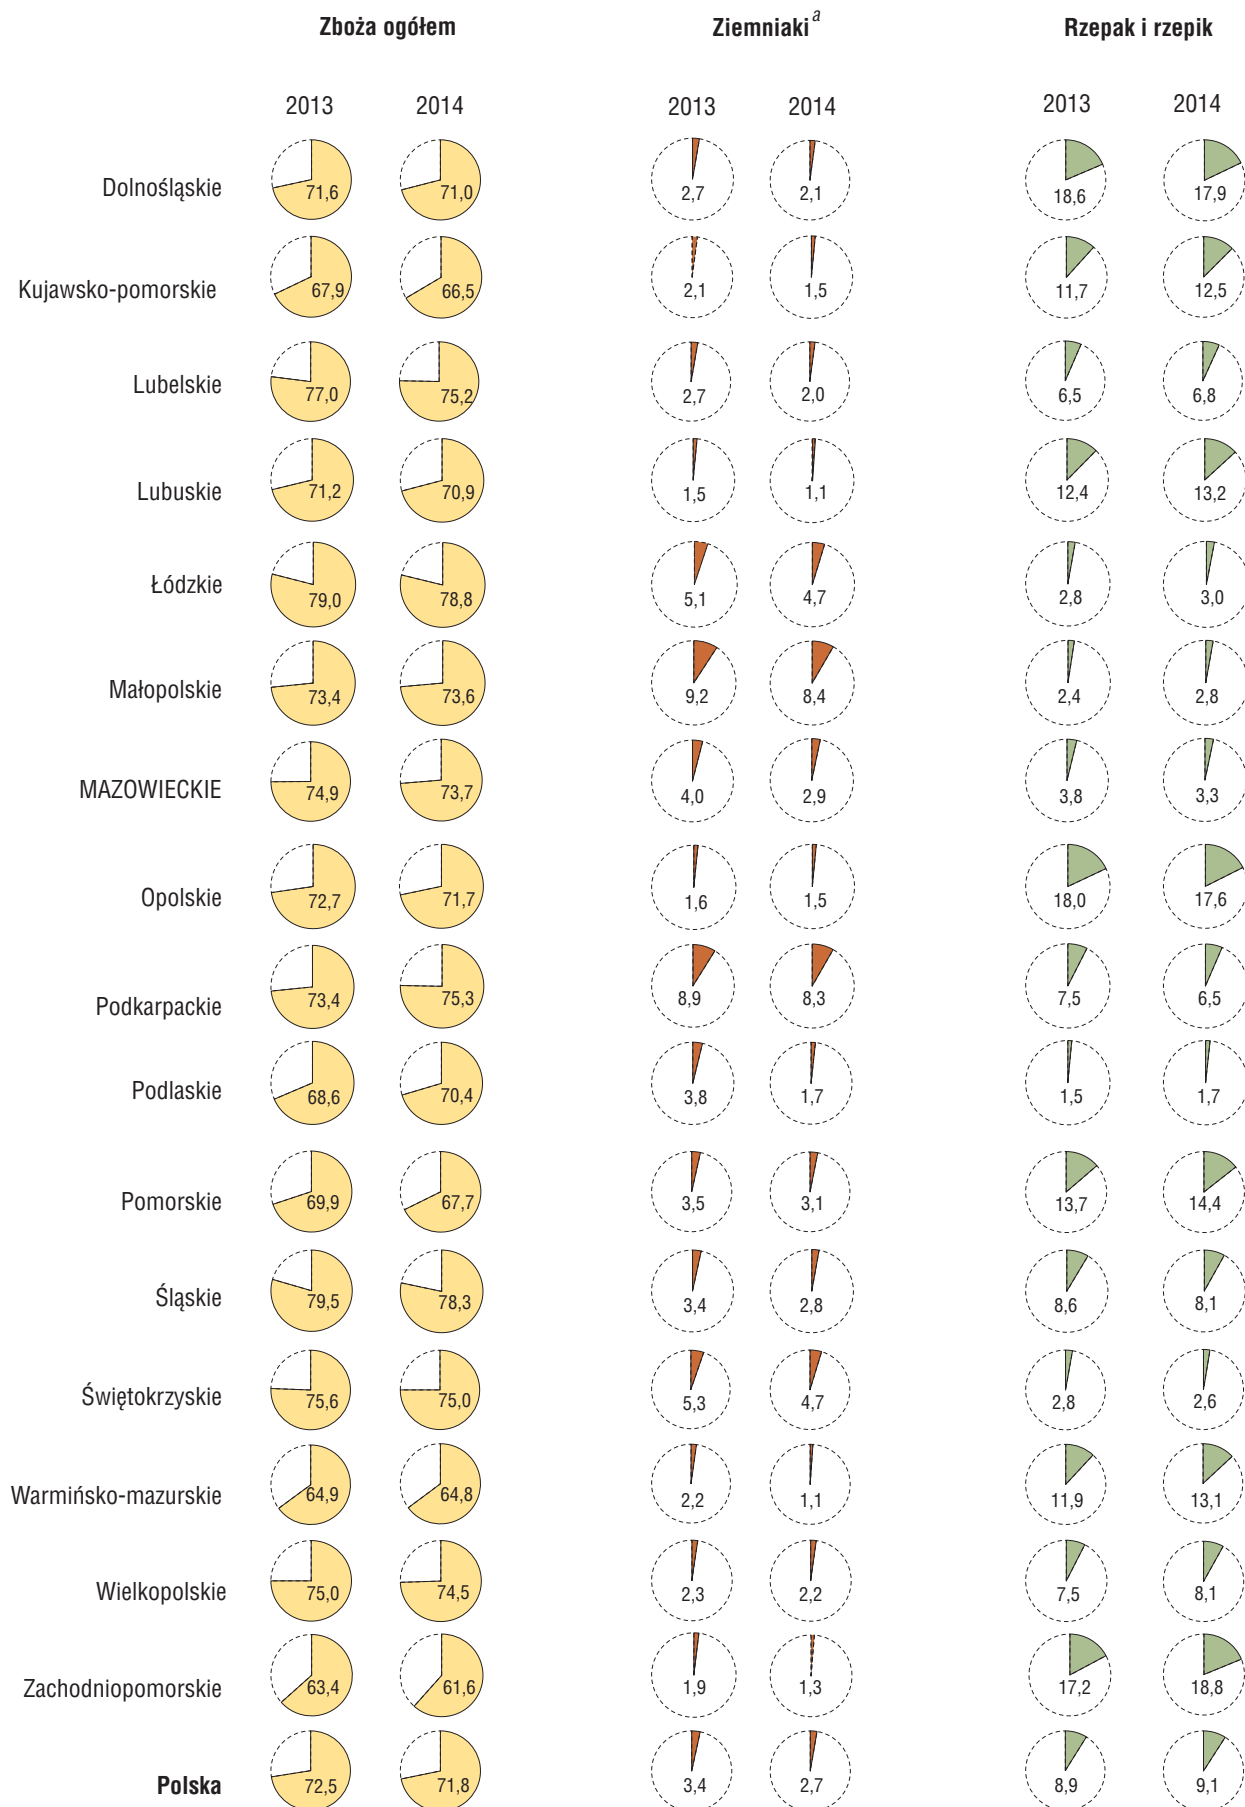 Zboża ogółem Ziemniaki a Rzepak i rzepik
2013 2014 2013 2014 2013 2014
Dolnośląskie 71,6 71,0 2,7 2,1 18,6 17,9
Kujawsko-pomorskie 67,9 66,5 2,1 1,5 11,7 12,5
Lubelskie 77,0 75,2 2,7 2,0 6,5 6,8
Lubuskie 71,2 70,9 1,5 1,1 12,4 13,2
Łódzkie 79,0 78,8 5,1 4,7 2,8 3,0
Małopolskie 73,4 73,6 9,2 8,4 2,4 2,8
MAZOWIECKIE 74,9 73,7 4,0 2,9 3,8 3,3
Opolskie 72,7 71,7 1,6 1,5 18,0 17,6
Podkarpackie 73,4 75,3 8,9 8,3 7,5 6,5
Podlaskie 68,6 70,4 3,8 1,7 1,5 1,7
Pomorskie 69,9 67,7 3,5 3,1 13,7 14,4
Śląskie 79,5 78,3 3,4 2,8 8,6 8,1
Świętokrzyskie 75,6 75,0 5,3 4,7 2,8 2,6
Warmińsko-mazurskie 64,9 64,8 2,2 1,1 11,9 13,1
Wielkopolskie 75,0 74,5 2,3 2,2 7,5 8,1
Zachodniopomorskie 63,4 61,6 1,9 1,3 17,2 18,8
Polska 72,5 71,8 3,4 2,7 8,9 9,1